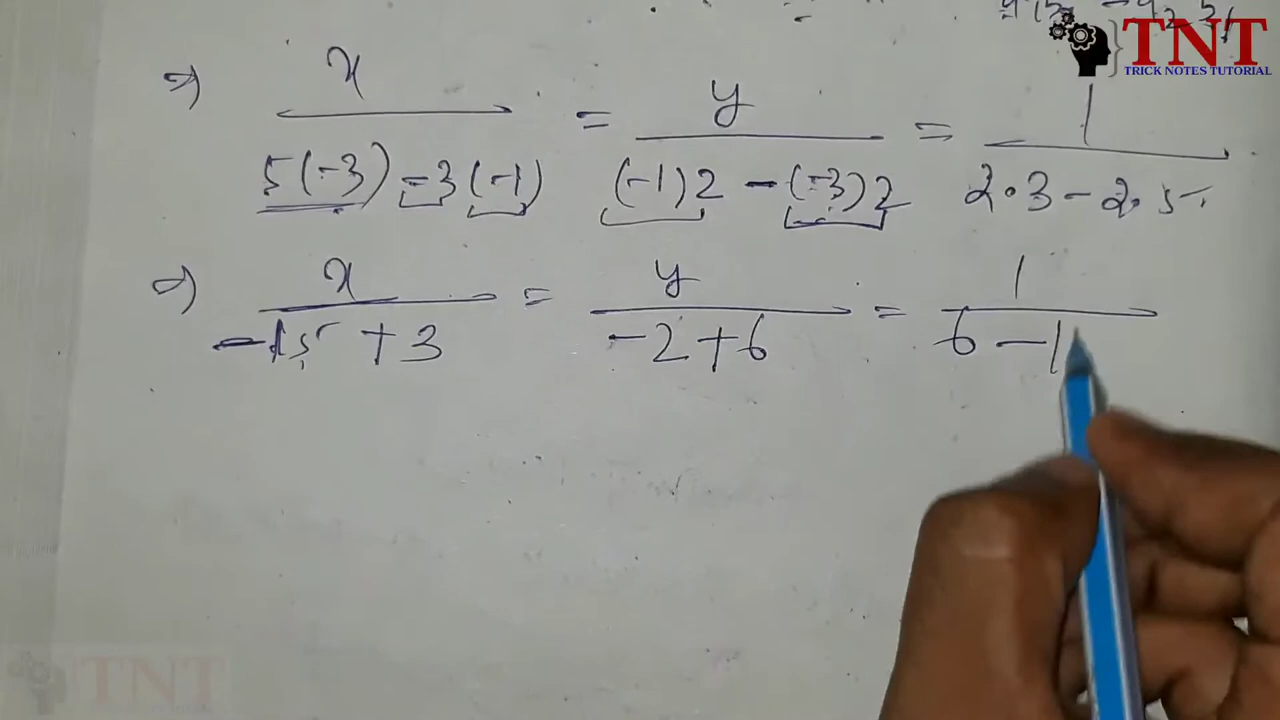 TNT
TRICK NOTES TUTORIAL
=> x / 5(-3) -3(-1) = y / (-1)2 - (-3)2 = 1 / 2·3 - 2·5
=> x / -15 + 3 = y / -2 + 6 = 1 / 6 - 1
TNT